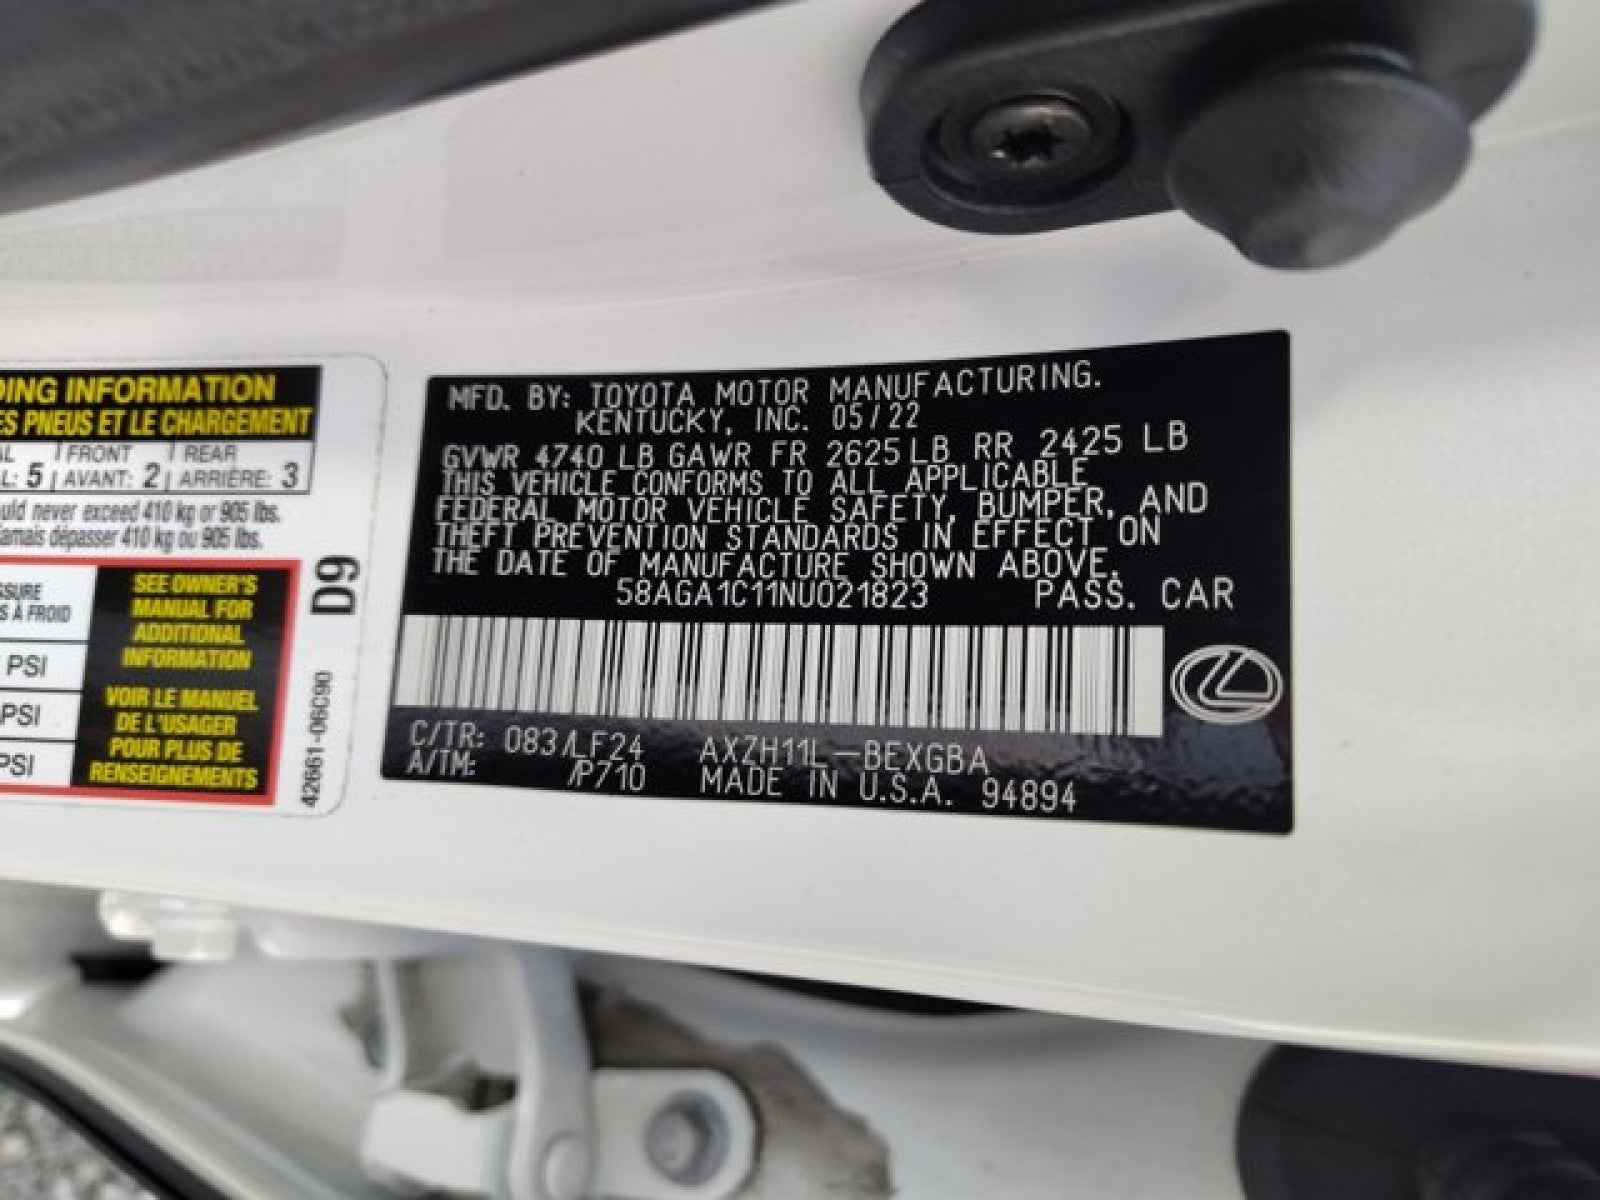 DING INFORMATION
ES PNEUS ET LE CHARGEMENT
AL FRONT REAR
L: 5 AVANT: 2 ARRIÈRE: 3
uld never exceed 410 kg or 905 lbs.
amais dépasser 410 kg ou 905 lbs.
SSURE
S À FROID
PSI
PSI
PSI
SEE OWNER'S
MANUAL FOR
ADDITIONAL
INFORMATION
VOIR LE MANUEL
DE L'USAGER
POUR PLUS DE
RENSEIGNEMENTS
D9
42661-06C90
MFD. BY: TOYOTA MOTOR MANUFACTURING.
KENTUCKY, INC. 05/22
GVWR 4740 LB GAWR FR 2625 LB RR 2425 LB
THIS VEHICLE CONFORMS TO ALL APPLICABLE
FEDERAL MOTOR VEHICLE SAFETY, BUMPER, AND
THEFT PREVENTION STANDARDS IN EFFECT ON
THE DATE OF MANUFACTURE SHOWN ABOVE.
58AGA1C11NU021823 PASS. CAR
C/TR: 083/LF24 AXZH11L-BEXGBA
A/TM: /P710 MADE IN U.S.A. 94894